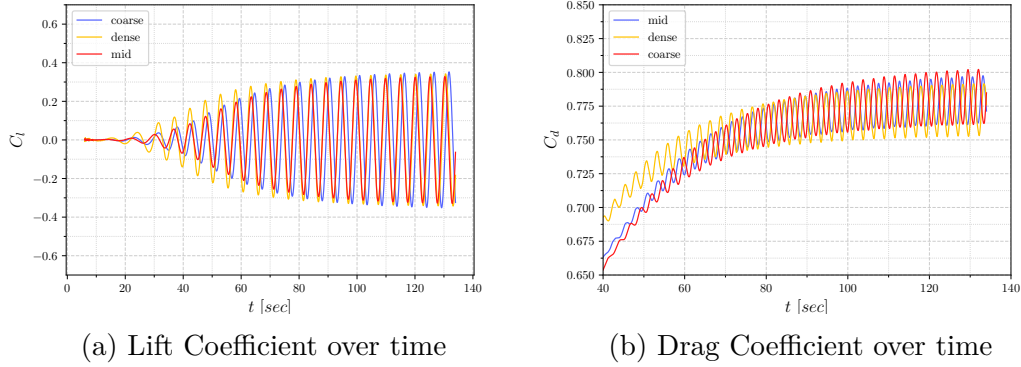 0.6
0.4
0.2
0.0
−0.2
−0.4
−0.6
C_l
coarse
dense
mid
0 20 40 60 80 100 120 140
t [sec]
(a) Lift Coefficient over time
0.850
0.825
0.800
0.775
0.750
0.725
0.700
0.675
0.650
C_d
mid
dense
coarse
40 60 80 100 120 140
t [sec]
(b) Drag Coefficient over time